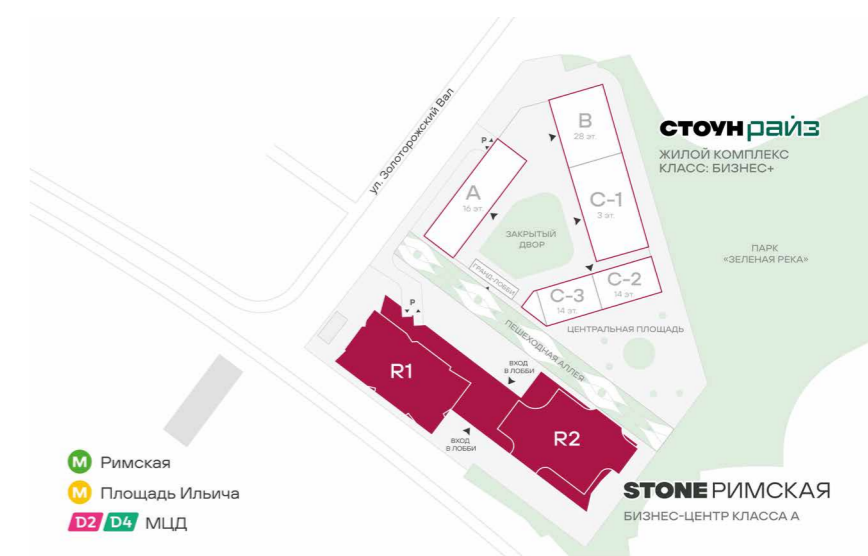 ул. Золоторожский Вал
P
A
16 эт.
B
28 эт.
C-1
3 эт.
СТОУН райз
ЖИЛОЙ КОМПЛЕКС
КЛАСС: БИЗНЕС+
ЗАКРЫТЫЙ
ДВОР
ПАРК
«ЗЕЛЕНАЯ РЕКА»
ГРАНД-ЛОББИ
C-2
14 эт.
C-3
14 эт.
P
ПЕШЕХОДНАЯ АЛЛЕЯ
ЦЕНТРАЛЬНАЯ ПЛОЩАДЬ
R1
ВХОД
В ЛОББИ
R2
ВХОД
В ЛОББИ
М Римская
М Площадь Ильича
D2 D4 МЦД
STONE РИМСКАЯ
БИЗНЕС-ЦЕНТР КЛАССА А